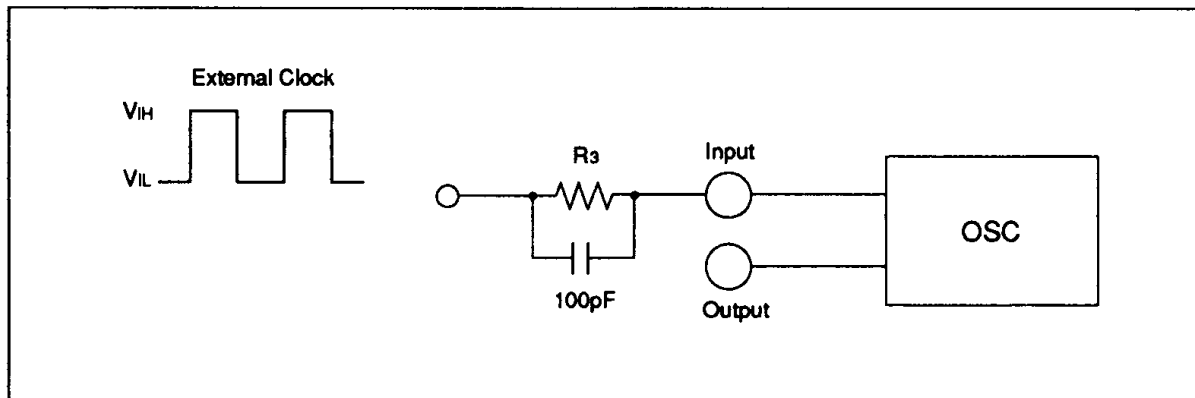 External Clock
VIH
VIL
R3
Input
OSC
100pF
Output